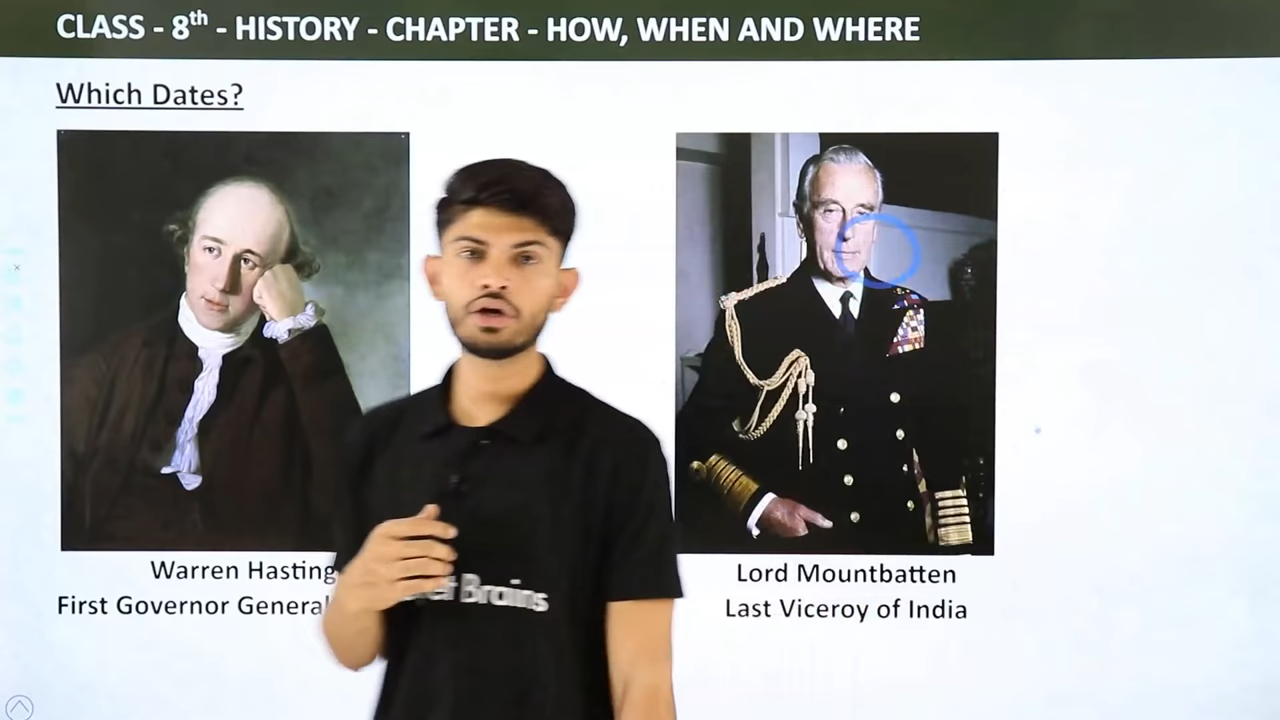 CLASS - 8th - HISTORY - CHAPTER - HOW, WHEN AND WHERE
Which Dates?
Warren Hasting
First Governor General
Lord Mountbatten
Last Viceroy of India
Brains